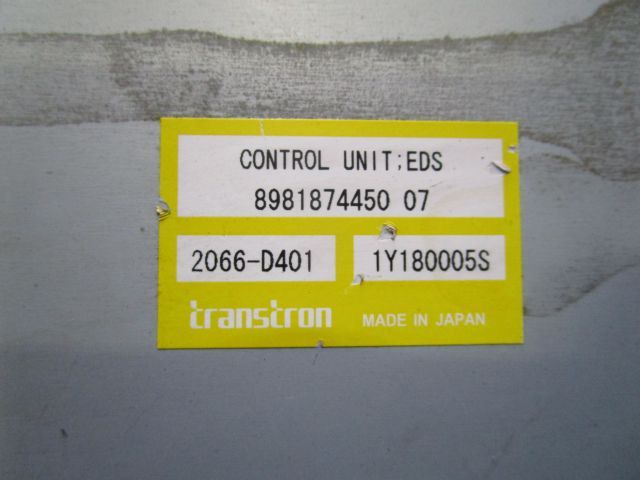 CONTROL UNIT;EDS
8981874450 07
2066-D401 1Y180005S
transtron MADE IN JAPAN